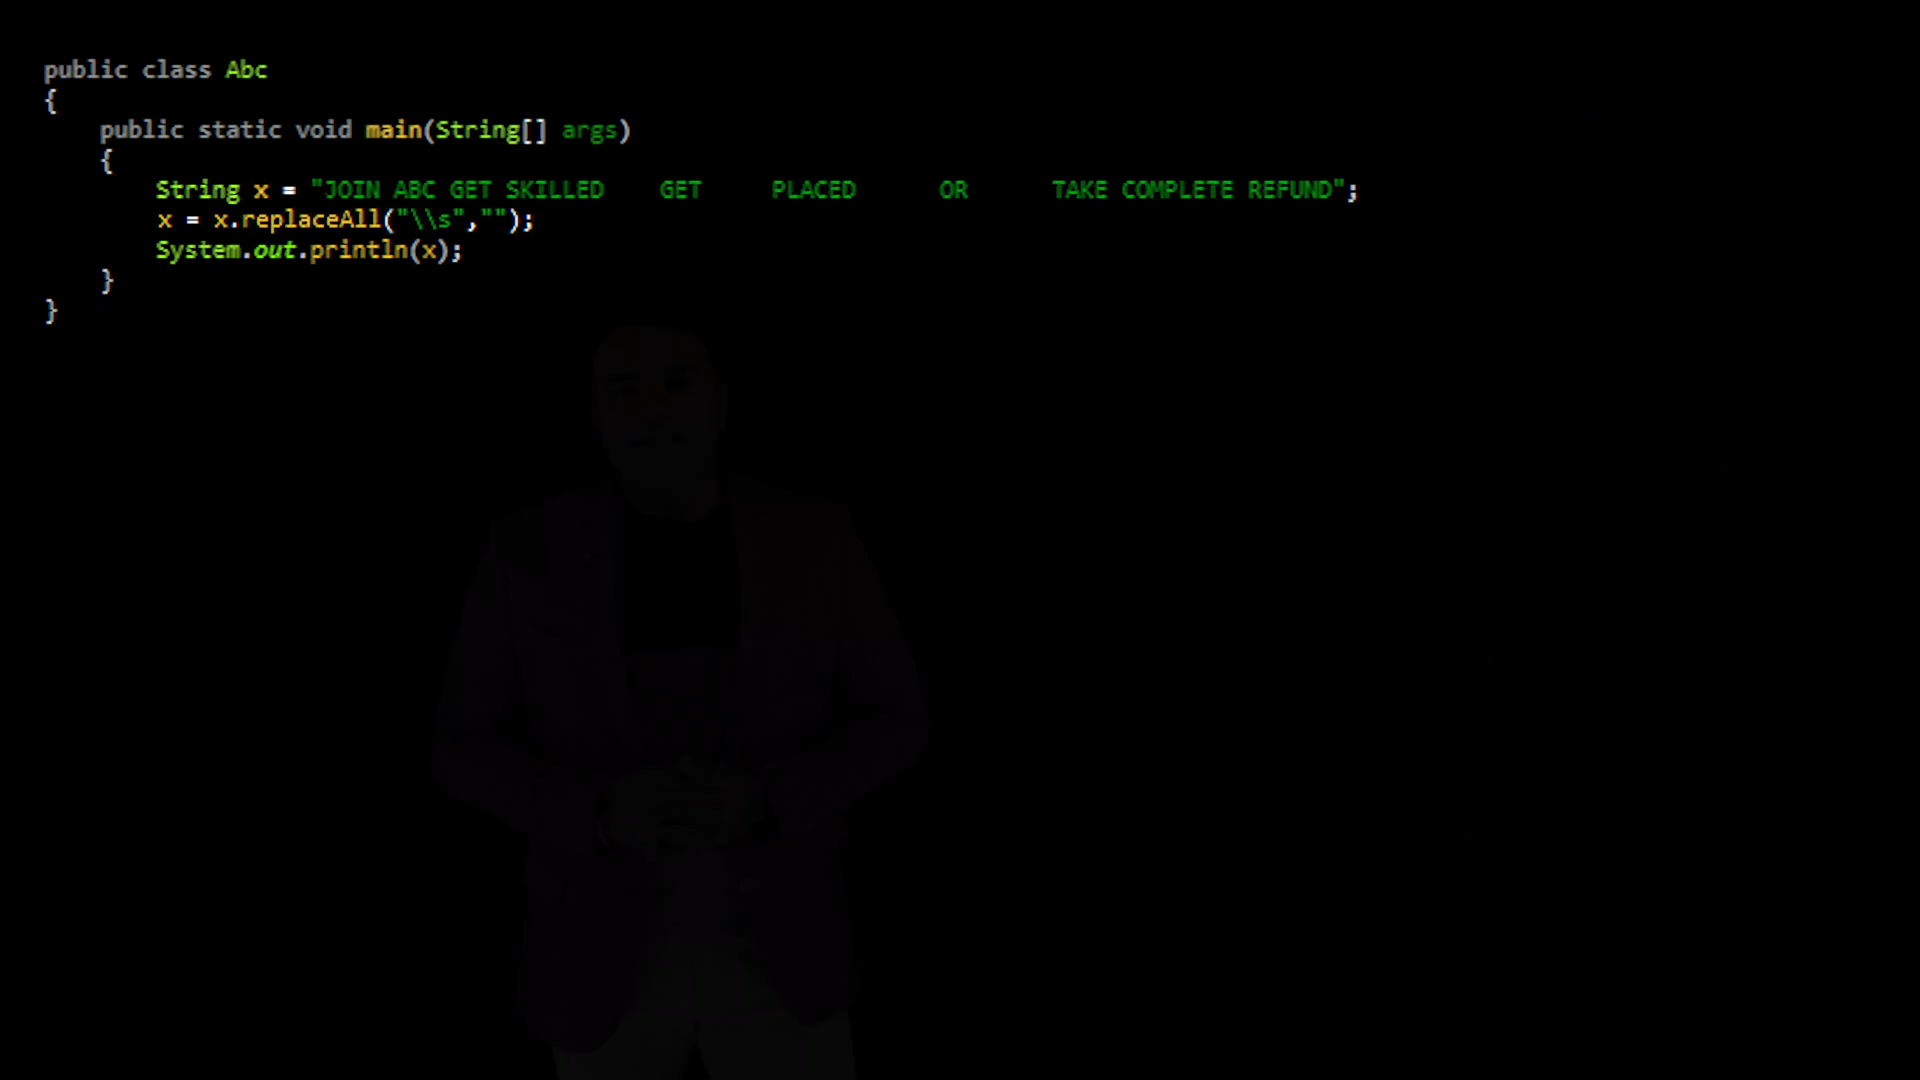 public class Abc
{
    public static void main(String[] args)
    {
        String x = "JOIN ABC GET SKILLED    GET     PLACED      OR      TAKE COMPLETE REFUND";
        x = x.replaceAll("\\s","");
        System.out.println(x);
    }
}